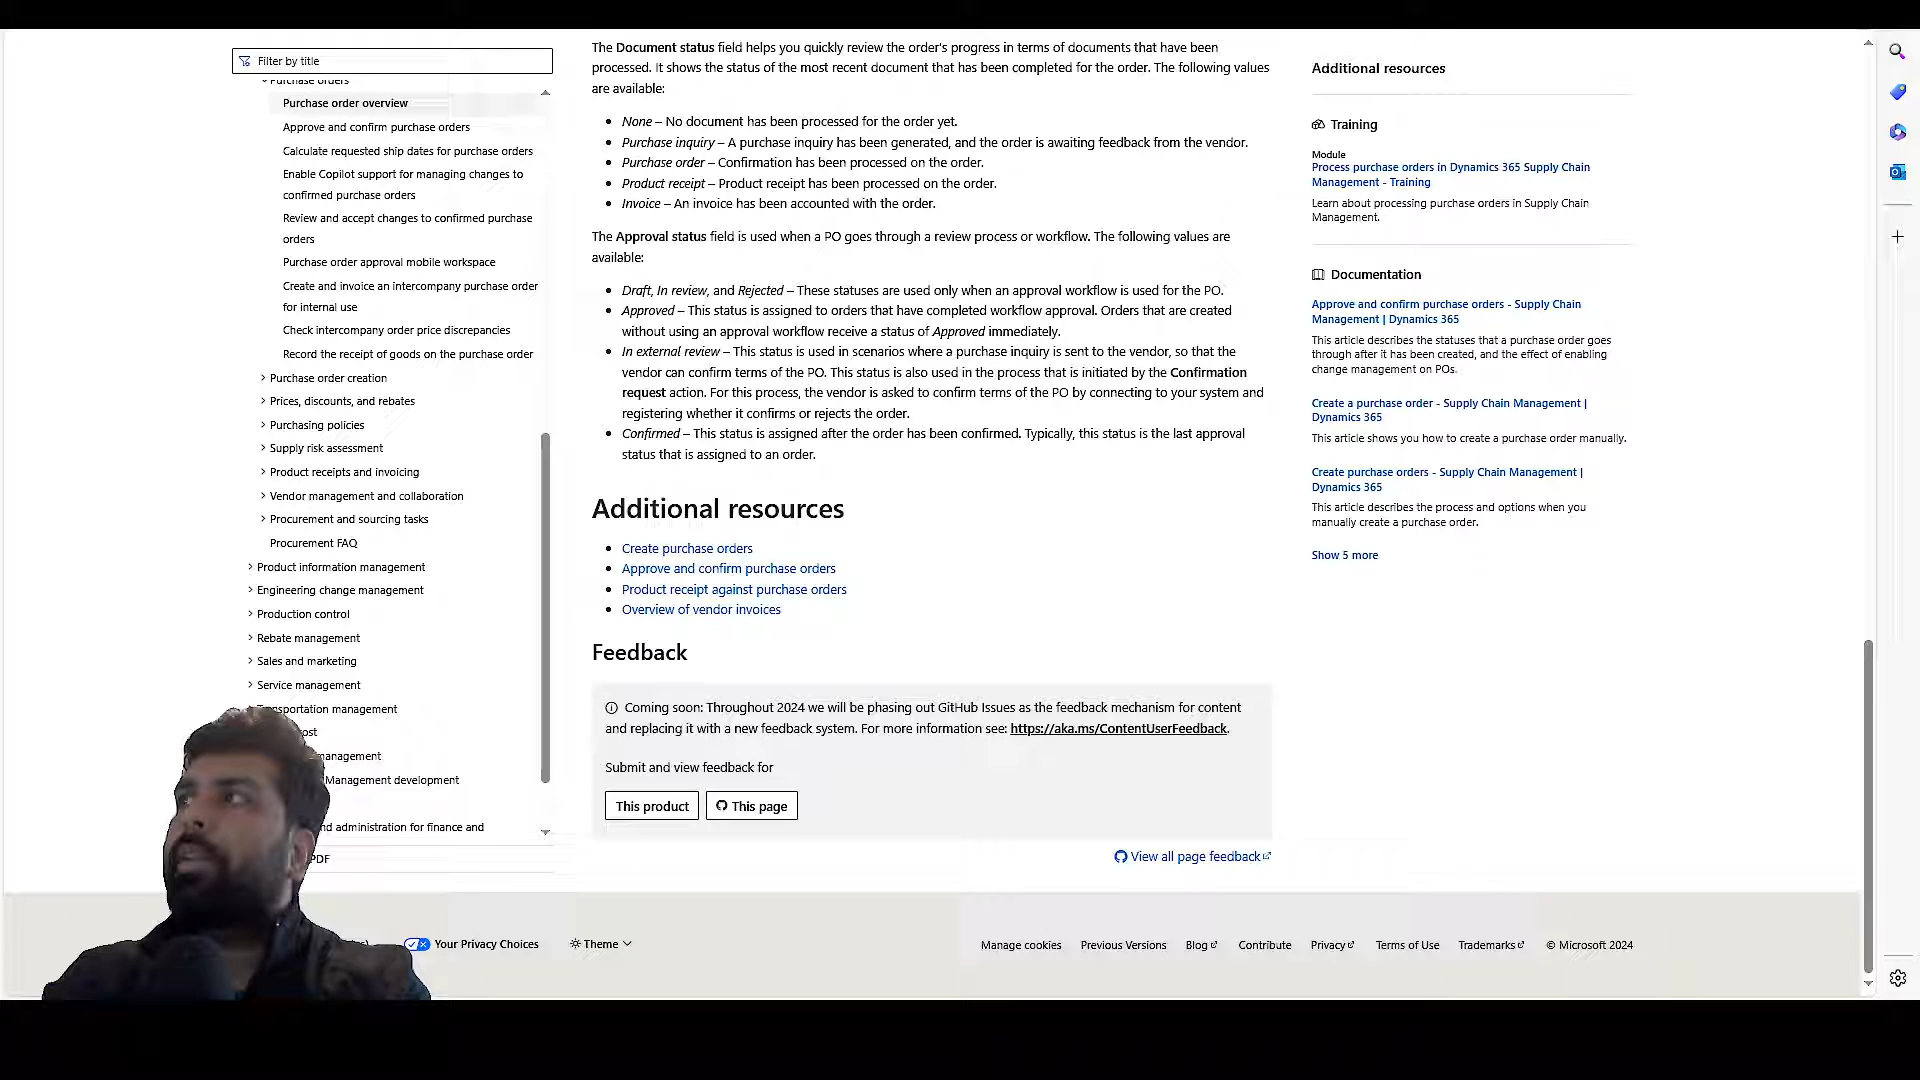 Filter by title
Purchase orders
Purchase order overview
Approve and confirm purchase orders
Calculate requested ship dates for purchase orders
Enable Copilot support for managing changes to
confirmed purchase orders
Review and accept changes to confirmed purchase
orders
Purchase order approval mobile workspace
Create and invoice an intercompany purchase order
for internal use
Check intercompany order price discrepancies
Record the receipt of goods on the purchase order
Purchase order creation
Prices, discounts, and rebates
Purchasing policies
Supply risk assessment
Product receipts and invoicing
Vendor management and collaboration
Procurement and sourcing tasks
Procurement FAQ
Product information management
Engineering change management
Production control
Rebate management
Sales and marketing
Service management
nsportation management
ost
management
Management development
nd administration for finance and
PDF
The Document status field helps you quickly review the order's progress in terms of documents that have been
processed. It shows the status of the most recent document that has been completed for the order. The following values
are available:
• None – No document has been processed for the order yet.
• Purchase inquiry – A purchase inquiry has been generated, and the order is awaiting feedback from the vendor.
• Purchase order – Confirmation has been processed on the order.
• Product receipt – Product receipt has been processed on the order.
• Invoice – An invoice has been accounted with the order.
The Approval status field is used when a PO goes through a review process or workflow. The following values are
available:
• Draft, In review, and Rejected – These statuses are used only when an approval workflow is used for the PO.
• Approved – This status is assigned to orders that have completed workflow approval. Orders that are created
without using an approval workflow receive a status of Approved immediately.
• In external review – This status is used in scenarios where a purchase inquiry is sent to the vendor, so that the
vendor can confirm terms of the PO. This status is also used in the process that is initiated by the Confirmation
request action. For this process, the vendor is asked to confirm terms of the PO by connecting to your system and
registering whether it confirms or rejects the order.
• Confirmed – This status is assigned after the order has been confirmed. Typically, this status is the last approval
status that is assigned to an order.
Additional resources
• Create purchase orders
• Approve and confirm purchase orders
• Product receipt against purchase orders
• Overview of vendor invoices
Feedback
Coming soon: Throughout 2024 we will be phasing out GitHub Issues as the feedback mechanism for content
and replacing it with a new feedback system. For more information see: https://aka.ms/ContentUserFeedback.
Submit and view feedback for
This product
This page
View all page feedback
Additional resources
Training
Module
Process purchase orders in Dynamics 365 Supply Chain
Management - Training
Learn about processing purchase orders in Supply Chain
Management.
Documentation
Approve and confirm purchase orders - Supply Chain
Management | Dynamics 365
This article describes the statuses that a purchase order goes
through after it has been created, and the effect of enabling
change management on POs.
Create a purchase order - Supply Chain Management |
Dynamics 365
This article shows you how to create a purchase order manually.
Create purchase orders - Supply Chain Management |
Dynamics 365
This article describes the process and options when you
manually create a purchase order.
Show 5 more
Your Privacy Choices
Theme
Manage cookies
Previous Versions
Blog
Contribute
Privacy
Terms of Use
Trademarks
© Microsoft 2024